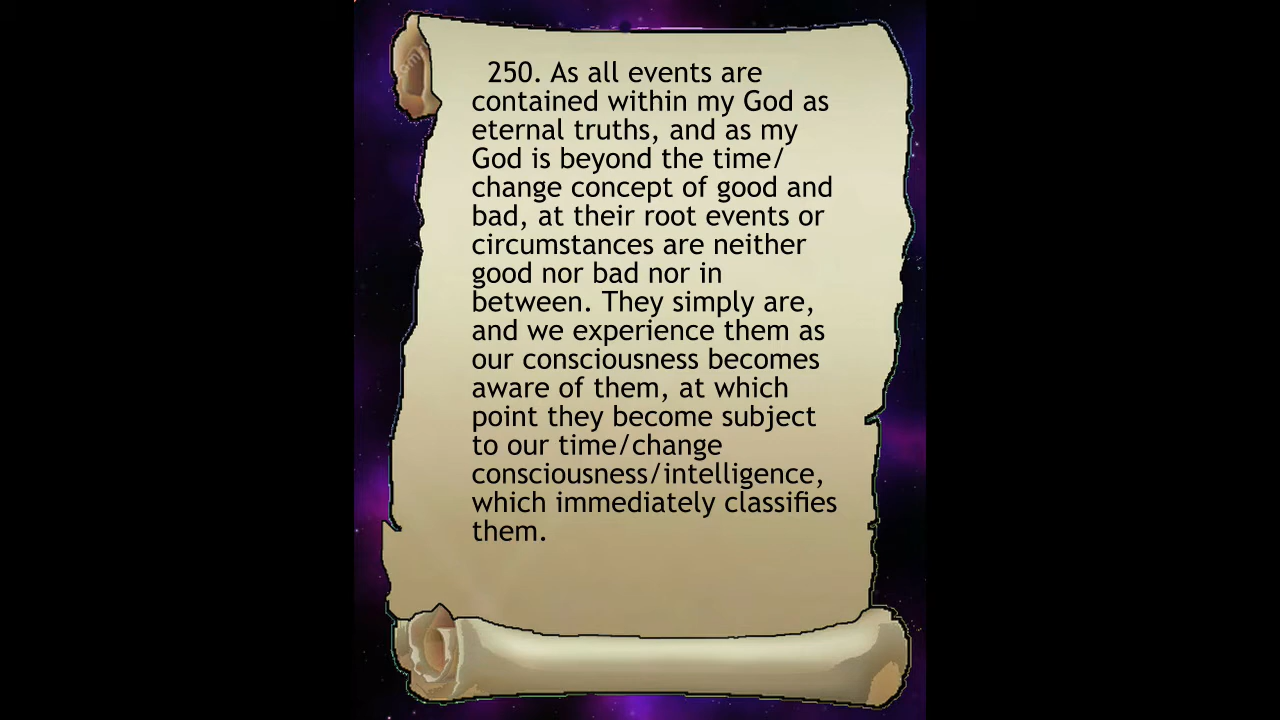 250. As all events are
contained within my God as
eternal truths, and as my
God is beyond the time/
change concept of good and
bad, at their root events or
circumstances are neither
good nor bad nor in
between. They simply are,
and we experience them as
our consciousness becomes
aware of them, at which
point they become subject
to our time/change
consciousness/intelligence,
which immediately classifies
them.